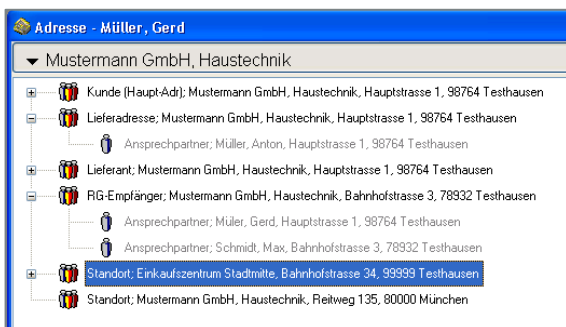 Adresse - Müller, Gerd
Mustermann GmbH, Haustechnik
Kunde (Haupt-Adr); Mustermann GmbH, Haustechnik, Hauptstrasse 1, 98764 Testhausen
Lieferadresse; Mustermann GmbH, Haustechnik, Hauptstrasse 1, 98764 Testhausen
Ansprechpartner; Müller, Anton, Hauptstrasse 1, 98764 Testhausen
Lieferant; Mustermann GmbH, Haustechnik, Hauptstrasse 1, 98764 Testhausen
RG-Empfänger; Mustermann GmbH, Haustechnik, Bahnhofstrasse 3, 78932 Testhausen
Ansprechpartner; Müler, Gerd, Hauptstrasse 1, 98764 Testhausen
Ansprechpartner; Schmidt, Max, Bahnhofstrasse 3, 78932 Testhausen
Standort; Einkaufszentrum Stadtmitte, Bahnhofstrasse 34, 99999 Testhausen
Standort; Mustermann GmbH, Haustechnik, Reitweg 135, 80000 München